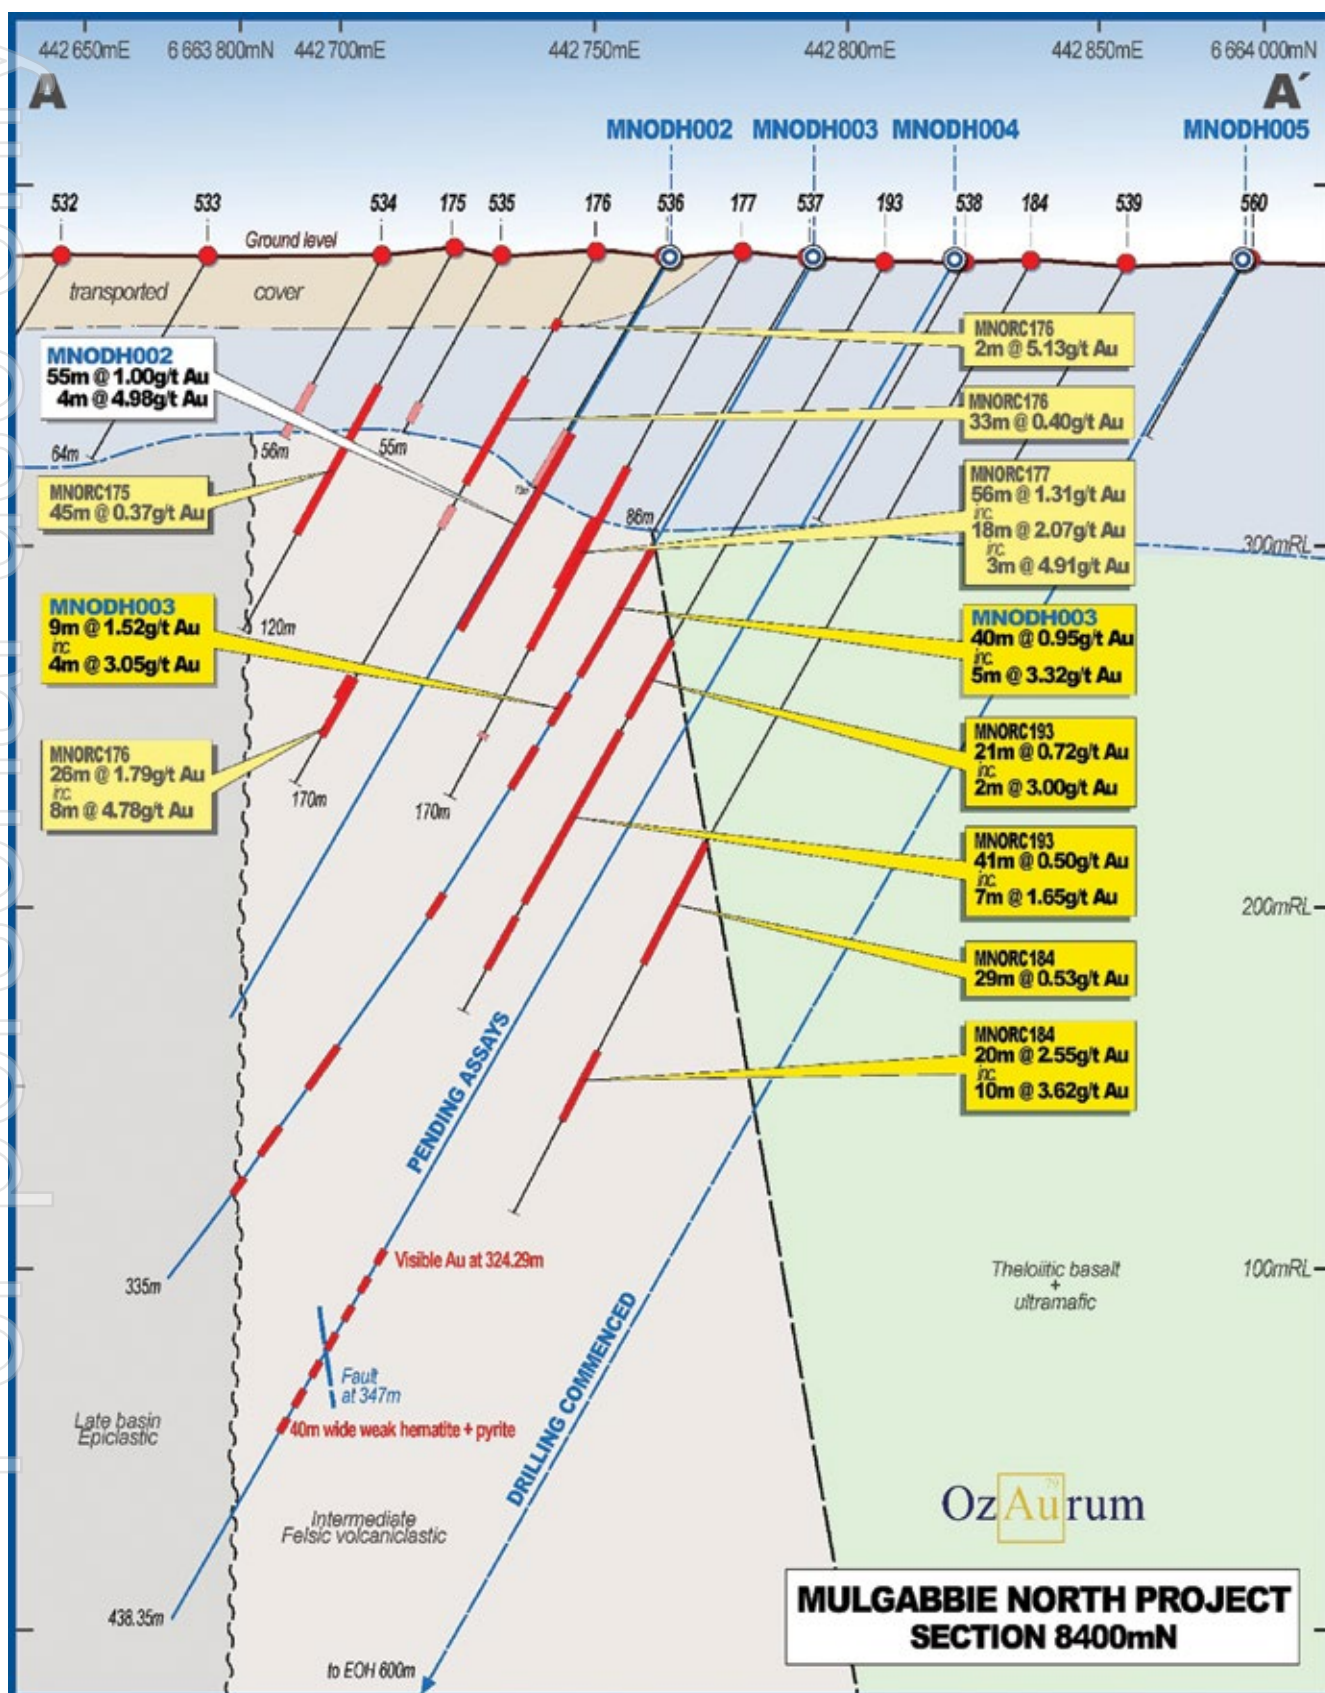 442 650mE 6 663 800mN 442 700mE 442 750mE 442 800mE 442 850mE 6 664 000mN
A A´
MNODH002 MNODH003 MNODH004 MNODH005
532 533 534 175 535 176 536 177 537 193 538 184 539 560
Ground level
transported cover
MNORC176
2m @ 5.13g/t Au
MNODH002
55m @ 1.00g/t Au
4m @ 4.98g/t Au
MNORC176
33m @ 0.40g/t Au
64m 56m 55m
MNORC175
45m @ 0.37g/t Au
86m
MNORC177
56m @ 1.31g/t Au
inc.
18m @ 2.07g/t Au
inc.
3m @ 4.91g/t Au
300mRL
MNODH003
9m @ 1.52g/t Au
inc.
4m @ 3.05g/t Au
120m
MNODH003
40m @ 0.95g/t Au
inc.
5m @ 3.32g/t Au
MNORC193
21m @ 0.72g/t Au
inc.
2m @ 3.00g/t Au
MNORC176
26m @ 1.79g/t Au
inc.
8m @ 4.78g/t Au
170m 170m
MNORC193
41m @ 0.50g/t Au
inc.
7m @ 1.65g/t Au
200mRL
MNORC184
29m @ 0.53g/t Au
MNORC184
20m @ 2.55g/t Au
inc.
10m @ 3.62g/t Au
PENDING ASSAYS
Visible Au at 324.29m
335m
Theloiitic basalt
+
ultramafic
100mRL
Fault
at 347m
40m wide weak hematite + pyrite
Late basin
Epiclastic
DRILLING COMMENCED
Intermediate
Felsic volcaniclastic
79
OzAurum
438.35m
to EOH 600m
MULGABBIE NORTH PROJECT
SECTION 8400mN